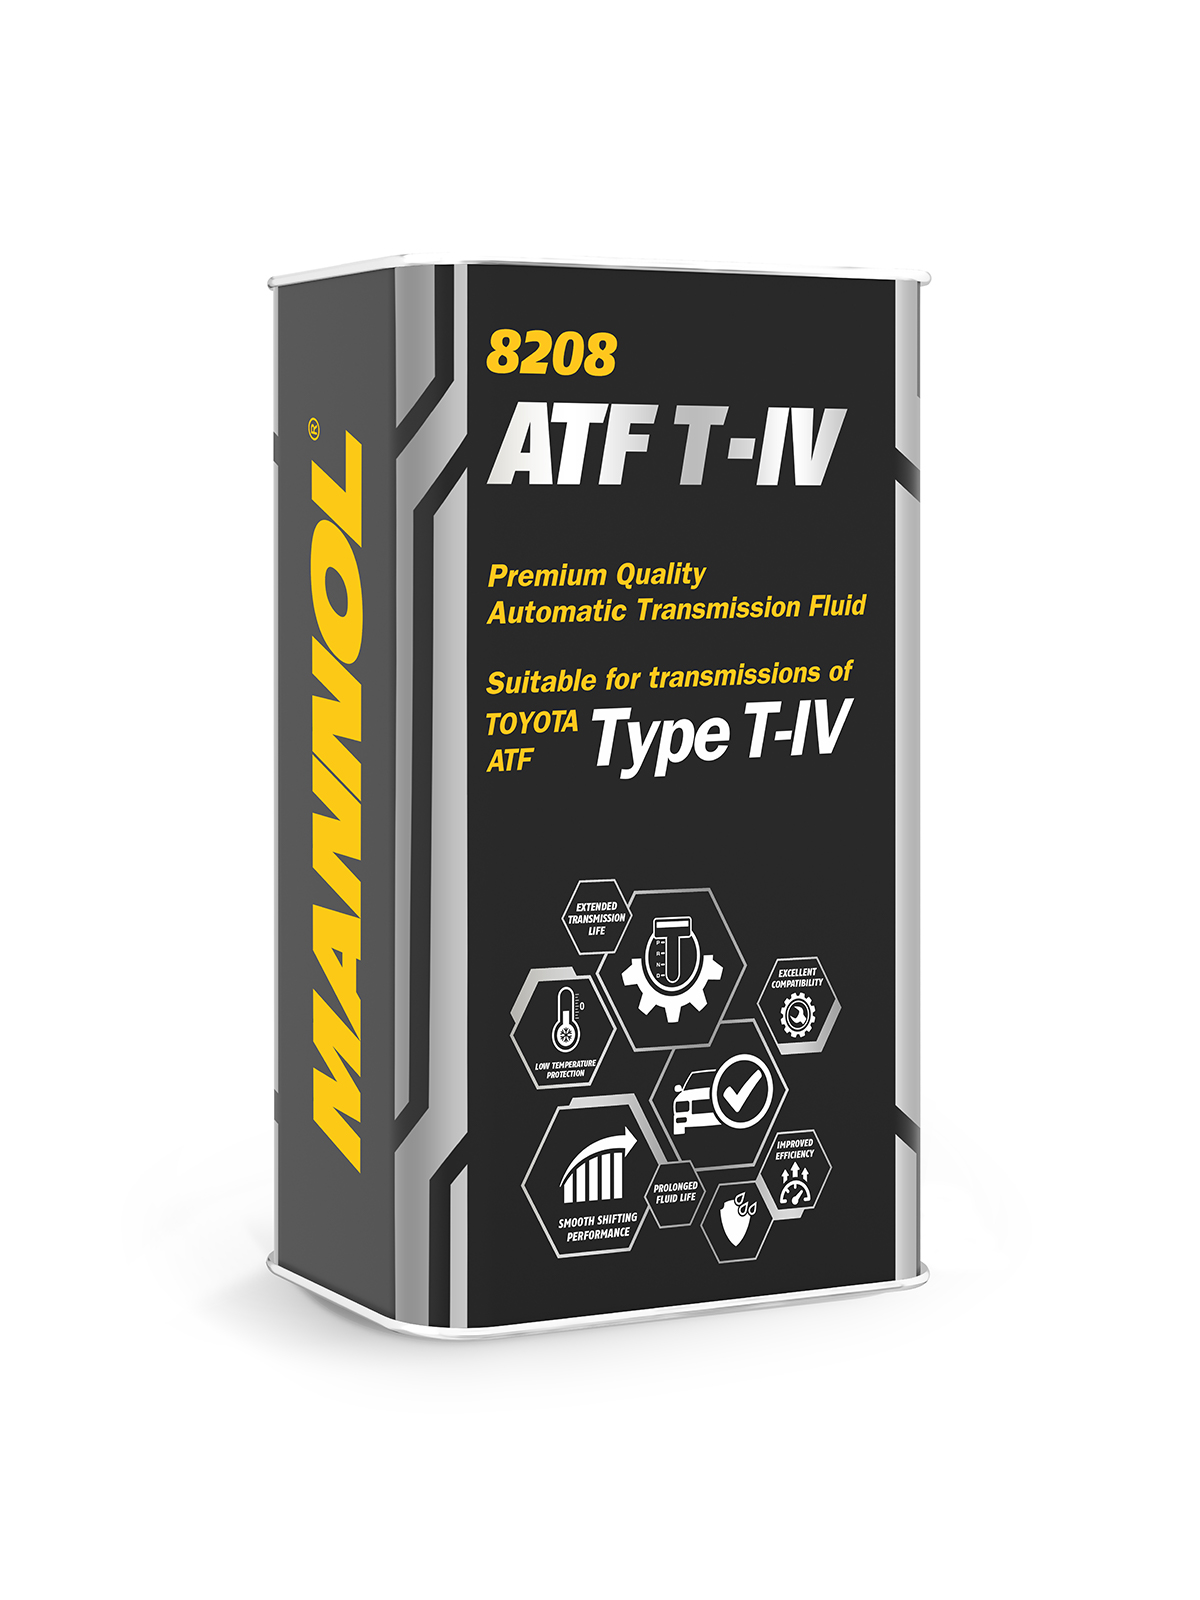 MANNOL®
8208
ATF T-IV
Premium Quality
Automatic Transmission Fluid
Suitable for transmissions of
TOYOTA
ATF
Type T-IV
EXTENDED
TRANSMISSION
LIFE
P
R
N
D
EXCELLENT
COMPATIBILITY
0
LOW TEMPERATURE
PROTECTION
IMPROVED
EFFICIENCY
PROLONGED
FLUID LIFE
SMOOTH SHIFTING
PERFORMANCE